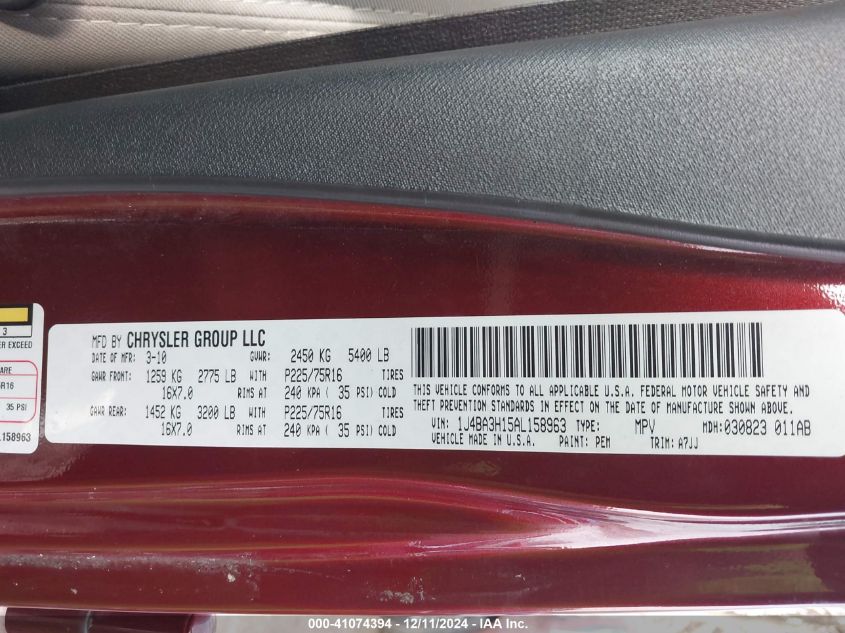 3
ER EXCEED
ARE
5R16
35 PSI
L158963
MFD BY CHRYSLER GROUP LLC
DATE OF MFR: 3-10 GVWR: 2450 KG 5400 LB
GAWR FRONT: 1259 KG 2775 LB WITH P225/75R16 TIRES
16X7.0 RIMS AT 240 KPA ( 35 PSI) COLD
GAWR REAR: 1452 KG 3200 LB WITH P225/75R16 TIRES
16X7.0 RIMS AT 240 KPA ( 35 PSI) COLD
THIS VEHICLE CONFORMS TO ALL APPLICABLE U.S.A. FEDERAL MOTOR VEHICLE SAFETY AND
THEFT PREVENTION STANDARDS IN EFFECT ON THE DATE OF MANUFACTURE SHOWN ABOVE.
VIN: 1J4BA3H15AL158963 TYPE: MPV MDH:030823 011AB
VEHICLE MADE IN U.S.A. PAINT: PEM TRIM: A7JJ
000-41074394 - 12/11/2024 - IAA Inc.